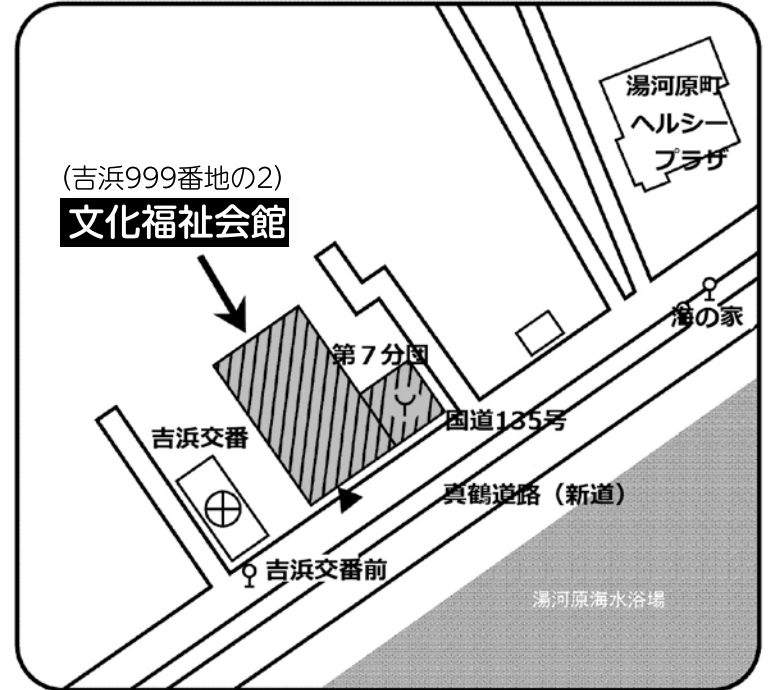 湯河原町
ヘルシー
プラザ
(吉浜999番地の2)
文化福祉会館
海の家
第7分団
国道135号
吉浜交番
真鶴道路（新道）
吉浜交番前
湯河原海水浴場